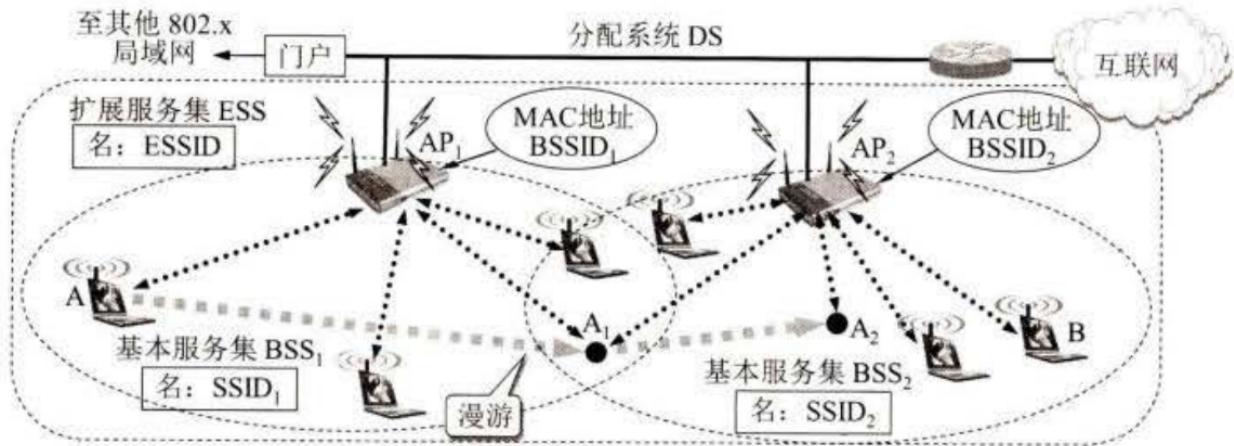 至其他 802.x
局域网
门户
分配系统 DS
互联网
扩展服务集 ESS
名：ESSID
AP₁
MAC地址
BSSID₁
AP₂
MAC地址
BSSID₂
A
A₁
A₂
B
基本服务集 BSS₁
名：SSID₁
漫游
基本服务集 BSS₂
名：SSID₂